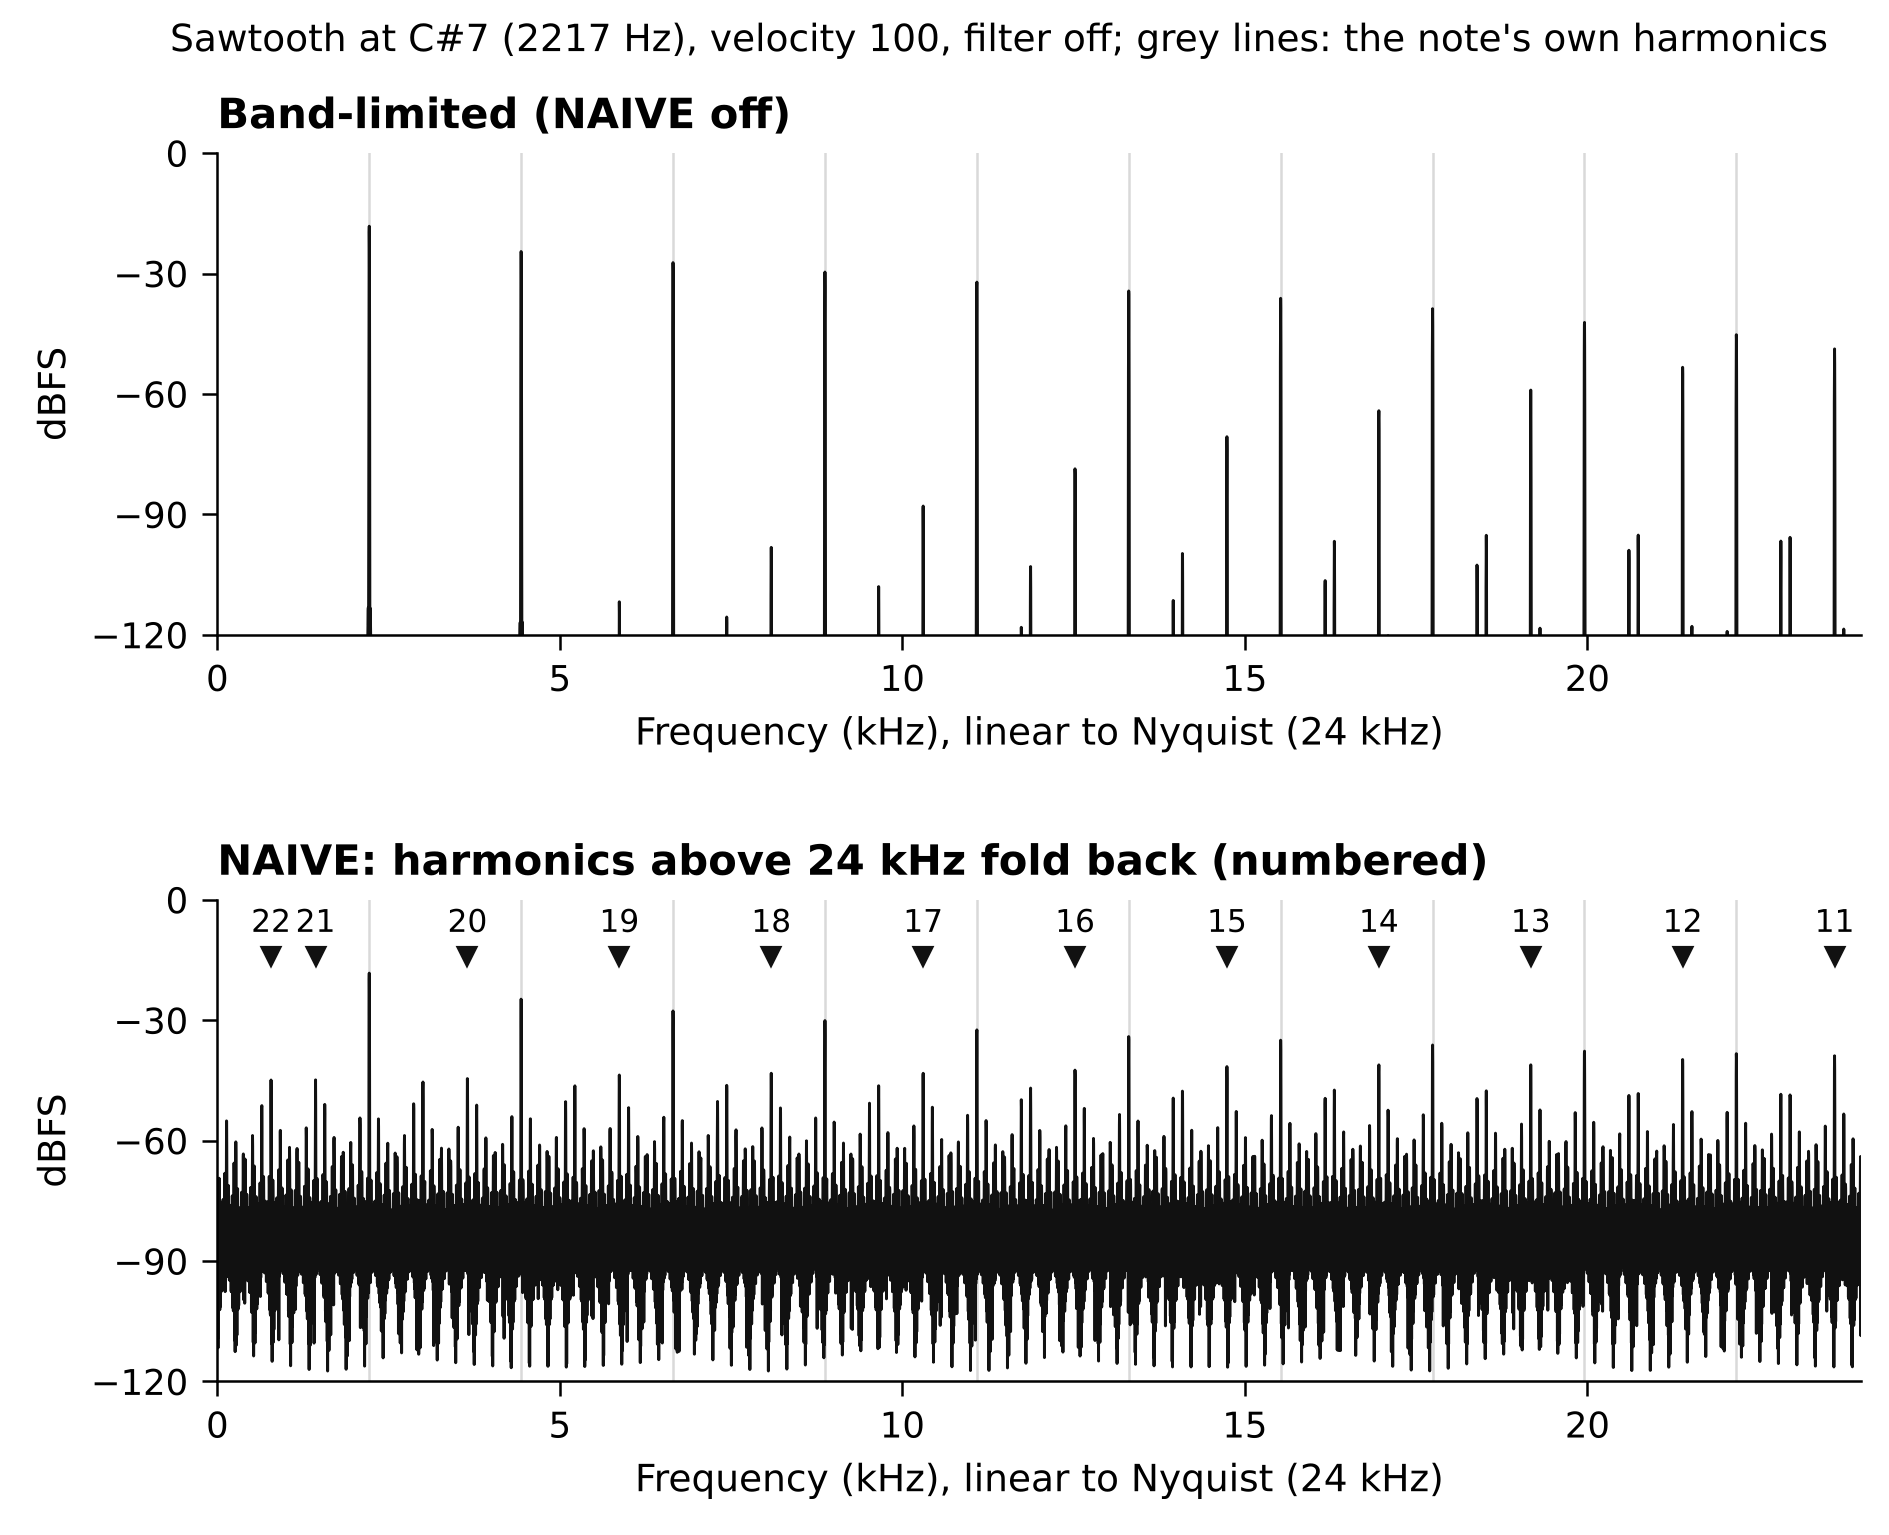 Sawtooth at C#7 (2217 Hz), velocity 100, filter off; grey lines: the note's own harmonics
Band-limited (NAIVE off)
0
−30
−60
−90
−120
dBFS
0 5 10 15 20
Frequency (kHz), linear to Nyquist (24 kHz)
NAIVE: harmonics above 24 kHz fold back (numbered)
22 21 20 19 18 17 16 15 14 13 12 11
0
−30
−60
−90
−120
dBFS
0 5 10 15 20
Frequency (kHz), linear to Nyquist (24 kHz)